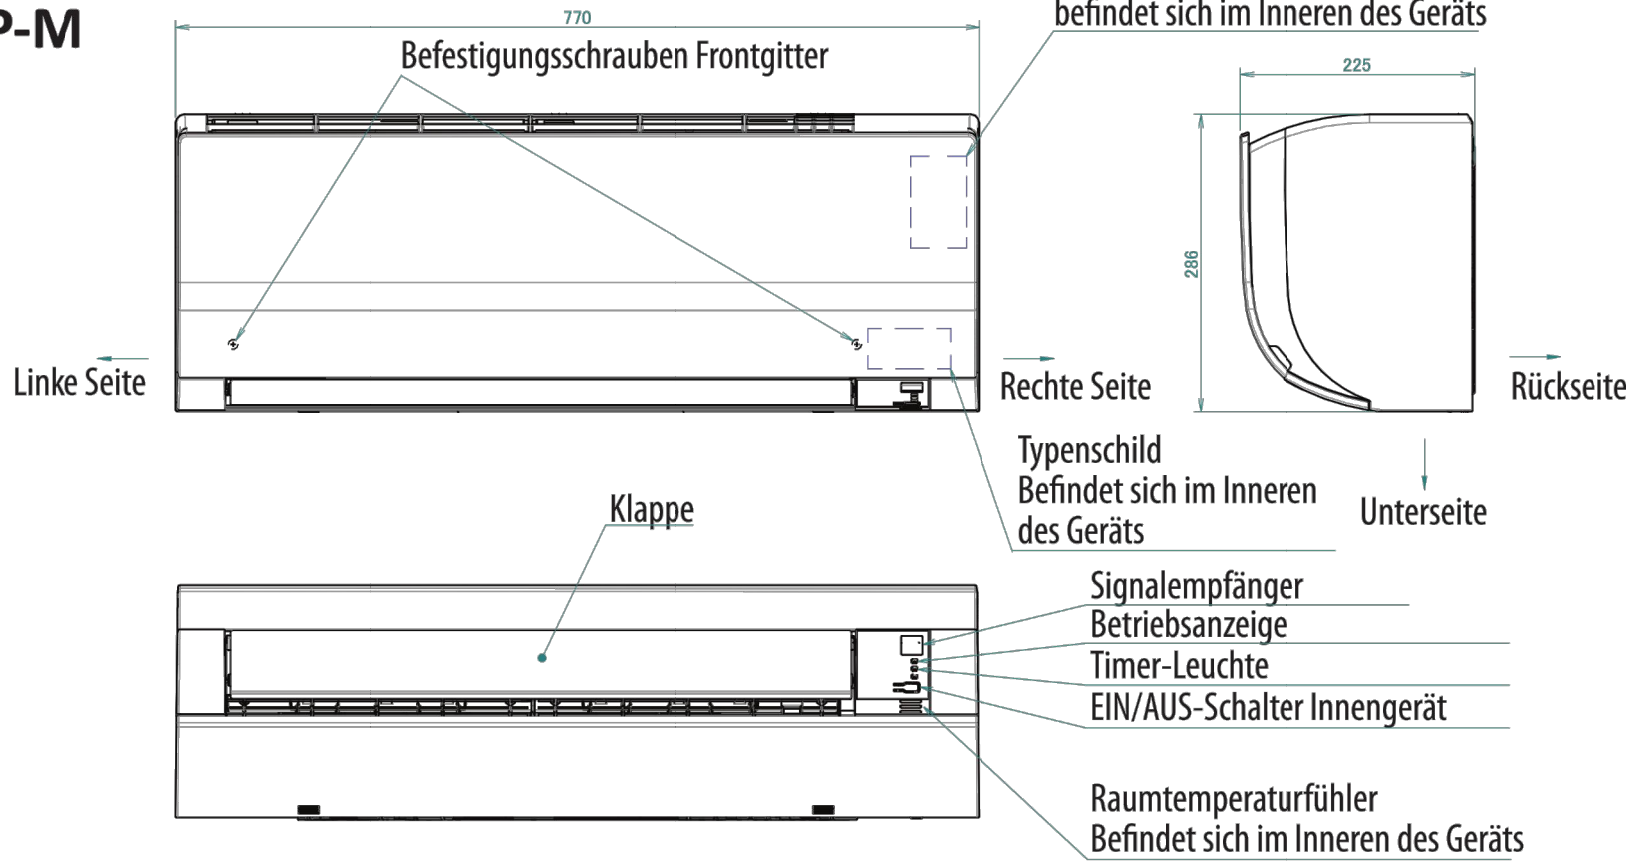 P-M
770
befindet sich im Inneren des Geräts
Befestigungsschrauben Frontgitter
225
286
Linke Seite
Rechte Seite
Rückseite
Typenschild
Befindet sich im Inneren
des Geräts
Unterseite
Klappe
Signalempfänger
Betriebsanzeige
Timer-Leuchte
EIN/AUS-Schalter Innengerät
Raumtemperaturfühler
Befindet sich im Inneren des Geräts